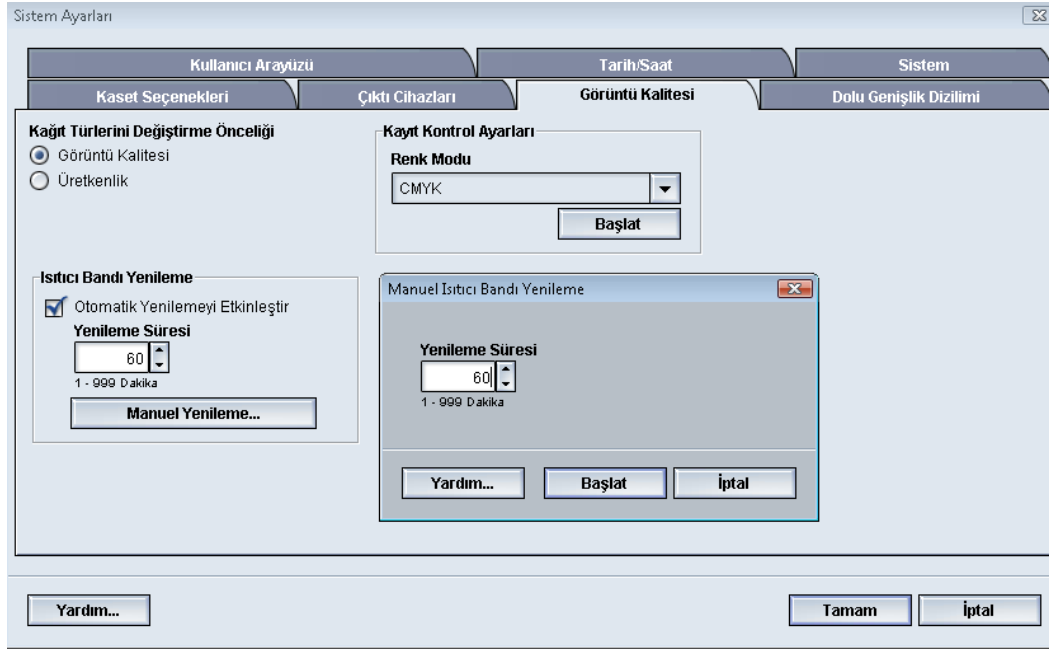 Sistem Ayarları
Kullanıcı Arayüzü
Tarih/Saat
Sistem
Kaset Seçenekleri
Çıktı Cihazları
Görüntü Kalitesi
Dolu Genişlik Dizilimi
Kağıt Türlerini Değiştirme Önceliği
Görüntü Kalitesi
Üretkenlik
Kayıt Kontrol Ayarları
Renk Modu
CMYK
Başlat
Isıtıcı Bandı Yenileme
Otomatik Yenilemeyi Etkinleştir
Yenileme Süresi
60
1 - 999 Dakika
Manuel Yenileme...
Manuel Isıtıcı Bandı Yenileme
Yenileme Süresi
60
1 - 999 Dakika
Yardım...
Başlat
İptal
Yardım...
Tamam
İptal